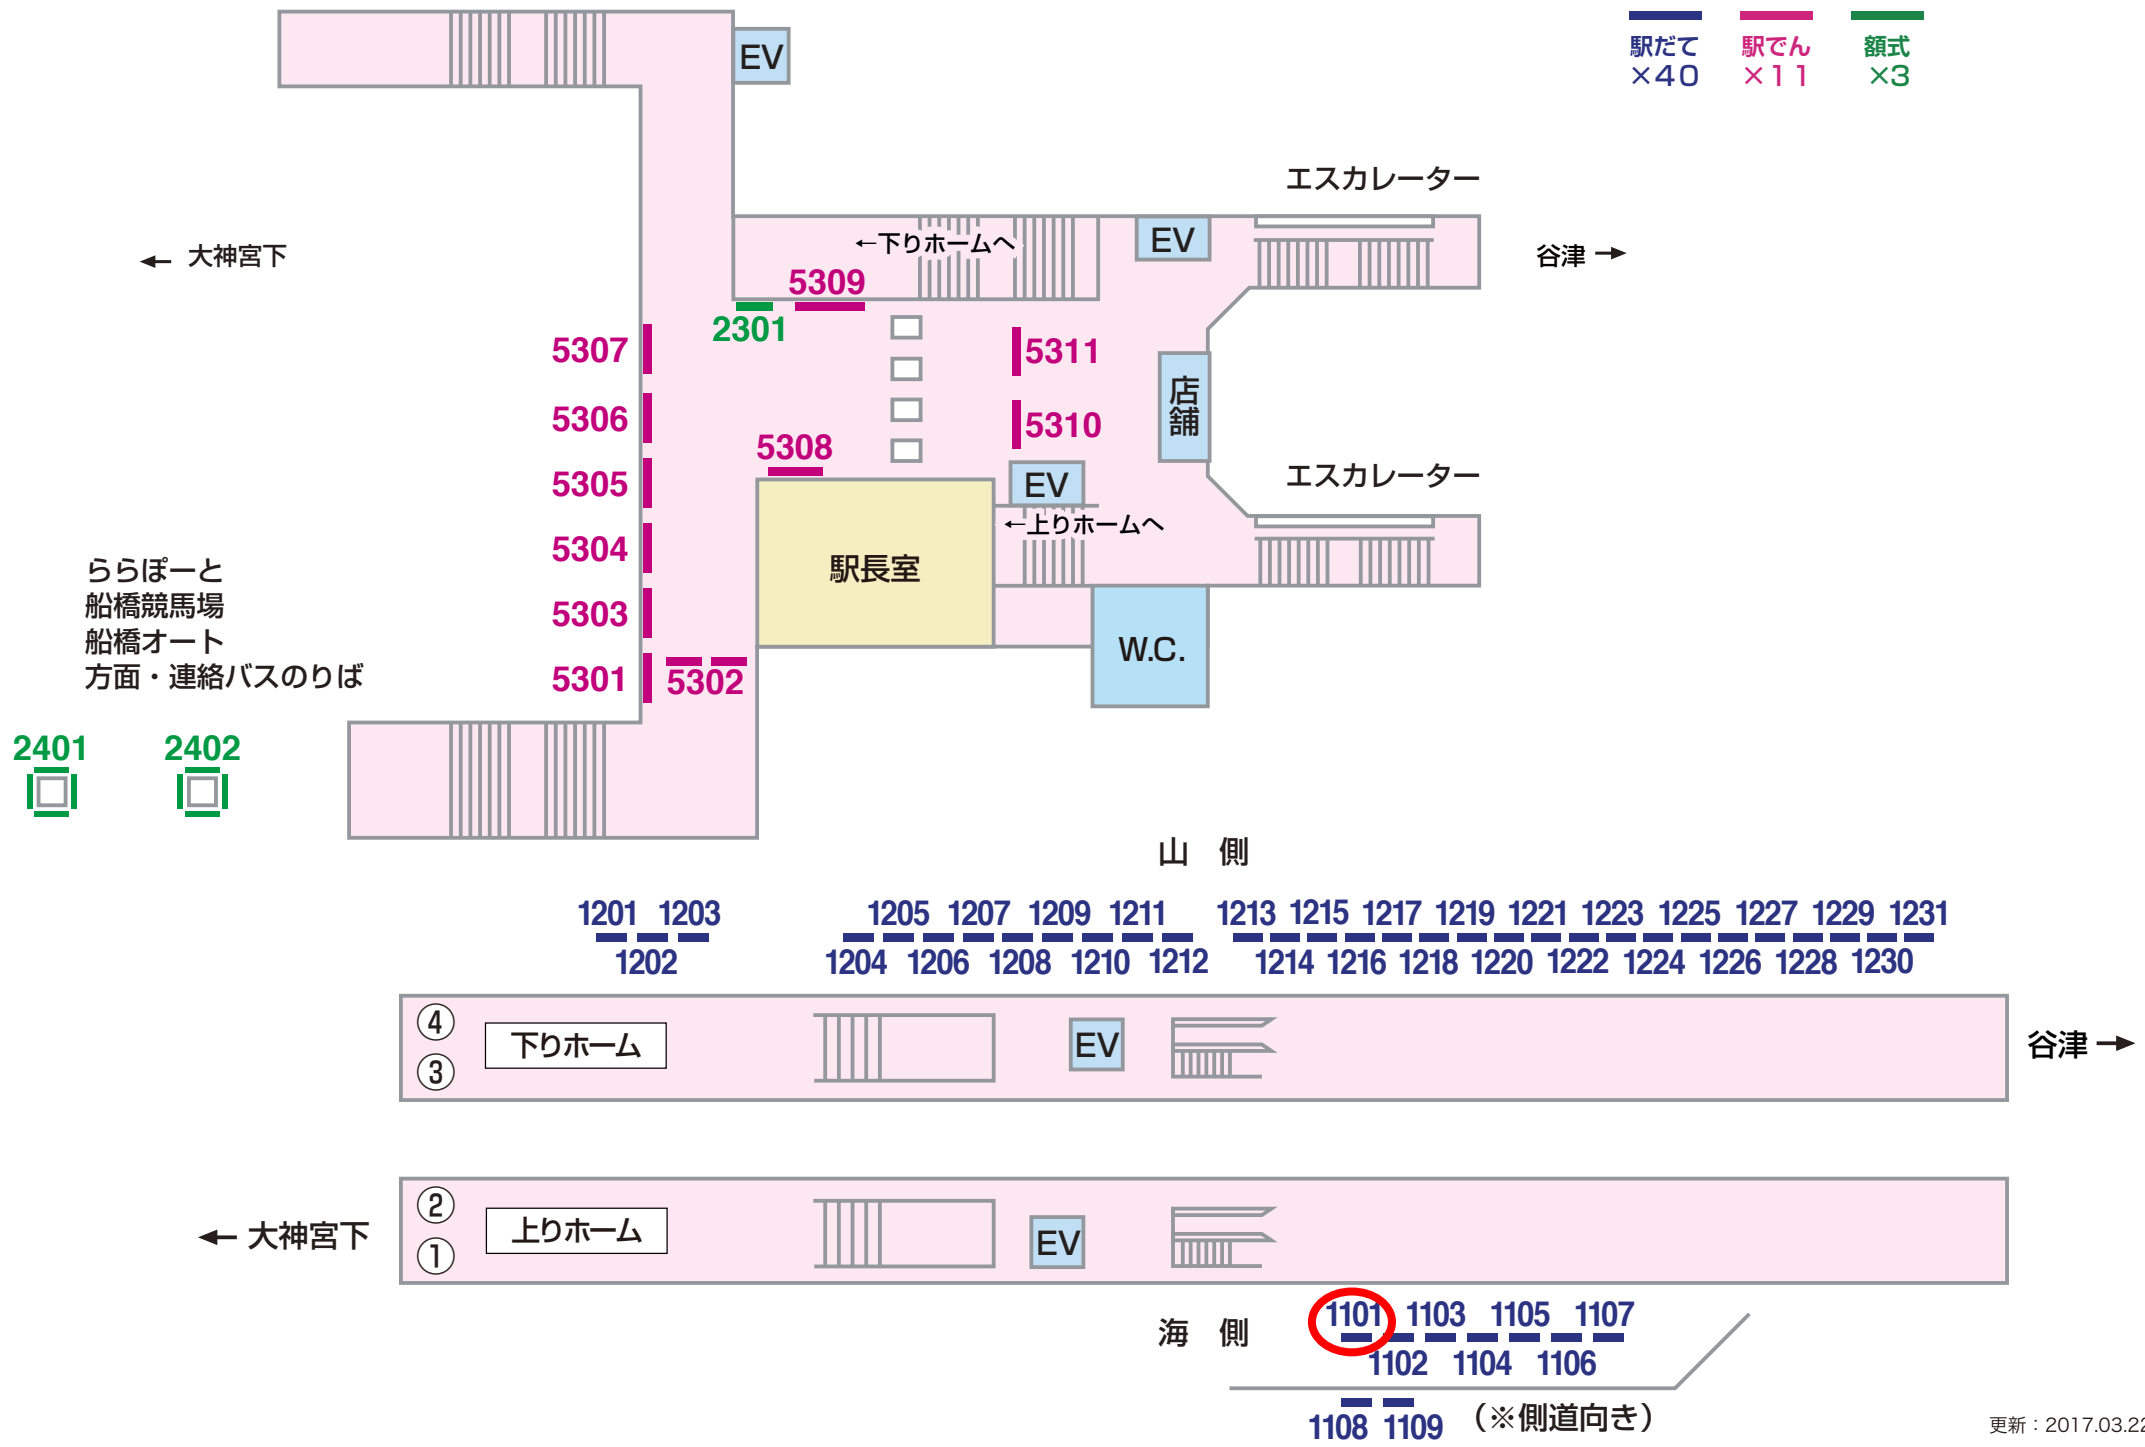 駅だて
×40
駅でん
×11
額式
×3
EV
エスカレーター
← 大神宮下
←下りホームへ
EV
谷津 →
5309
2301
5307
5311
5306
5310
店舗
5308
5305
EV
エスカレーター
←上りホームへ
5304
駅長室
ららぽーと
船橋競馬場
船橋オート
方面・連絡バスのりば
5303
W.C.
5301
5302
2401
2402
山 側
1201 1203
1205 1207 1209 1211
1213 1215 1217 1219 1221 1223 1225 1227 1229 1231
1202
1204 1206 1208 1210 1212
1214 1216 1218 1220 1222 1224 1226 1228 1230
④
下りホーム
EV
谷津 →
③
②
← 大神宮下
上りホーム
EV
①
海 側
1101 1103 1105 1107
1102 1104 1106
1108 1109 (※側道向き)
更新：2017.03.22